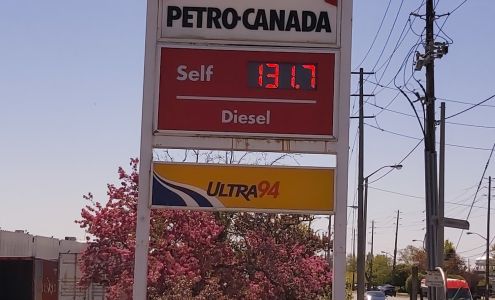 PETRO-CANADA
Self 131.7
Diesel
ULTRA94